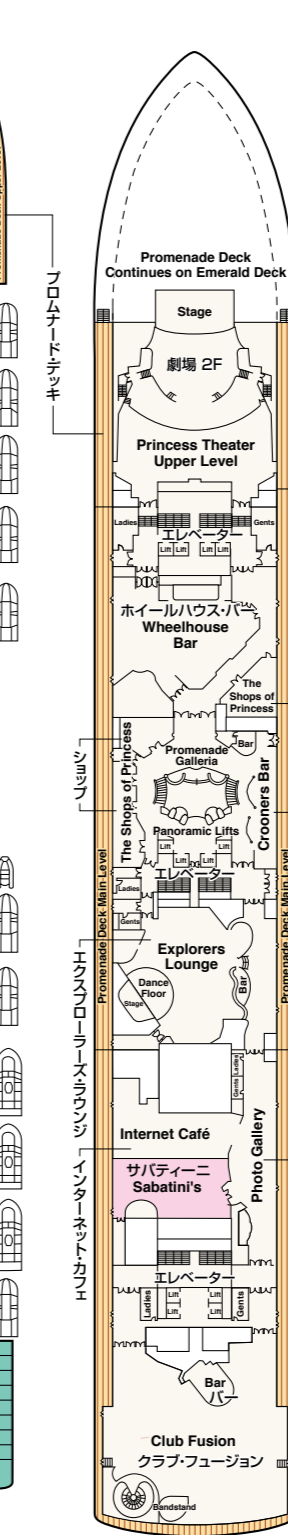 Promenade Deck
Continues on Emerald Deck
Stage
劇場 2F
Princess Theater
Upper Level
プロムナード・デッキ
Ladies
Gents
エレベーター
Lift
Lift
Lift
Lift
ホイールハウス・バー
Wheelhouse
Bar
The
Shops of
Princess
Promenade
Galleria
Bar
ショップ
The Shops of Princess
Crooners Bar
Panoramic Lifts
Lift
Lift
Lift
Lift
エレベーター
Ladies
Gents
Promenade Deck Main Level
Promenade Deck Main Level
Explorers
Lounge
Dance
Floor
Stage
Bar
エクスプローラーズ・ラウンジ
Gents
Ladies
Internet Café
インターネット・カフェ
サバティーニ
Sabatini's
Photo Gallery
エレベーター
Ladies
Lift
Lift
Lift
Lift
Gents
Bar
バー
Club Fusion
クラブ・フュージョン
Bandstand